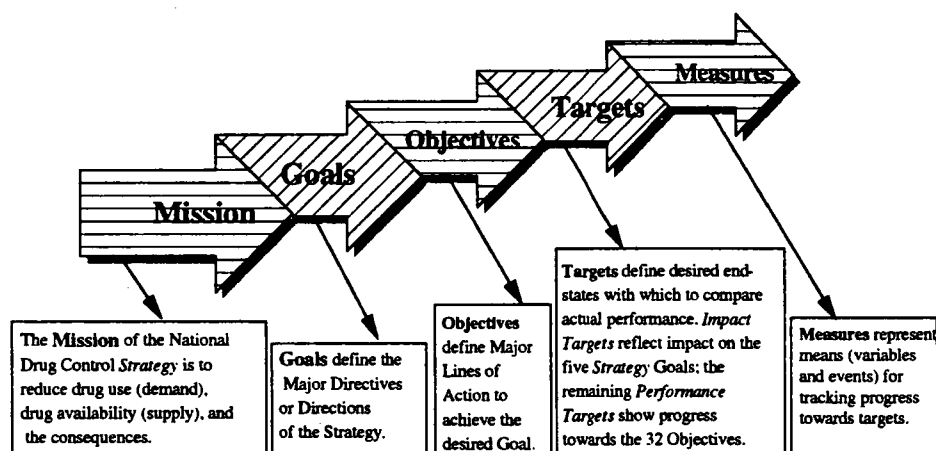 Mission
Goals
Objectives
Targets
Measures
The Mission of the National
Drug Control Strategy is to
reduce drug use (demand),
drug availability (supply), and
the consequences.
Goals define the
Major Directives
or Directions
of the Strategy.
Objectives
define Major
Lines of
Action to
achieve the
desired Goal.
Targets define desired end-
states with which to compare
actual performance. Impact
Targets reflect impact on the
five Strategy Goals; the
remaining Performance
Targets show progress
towards the 32 Objectives.
Measures represent
means (variables
and events) for
tracking progress
towards targets.